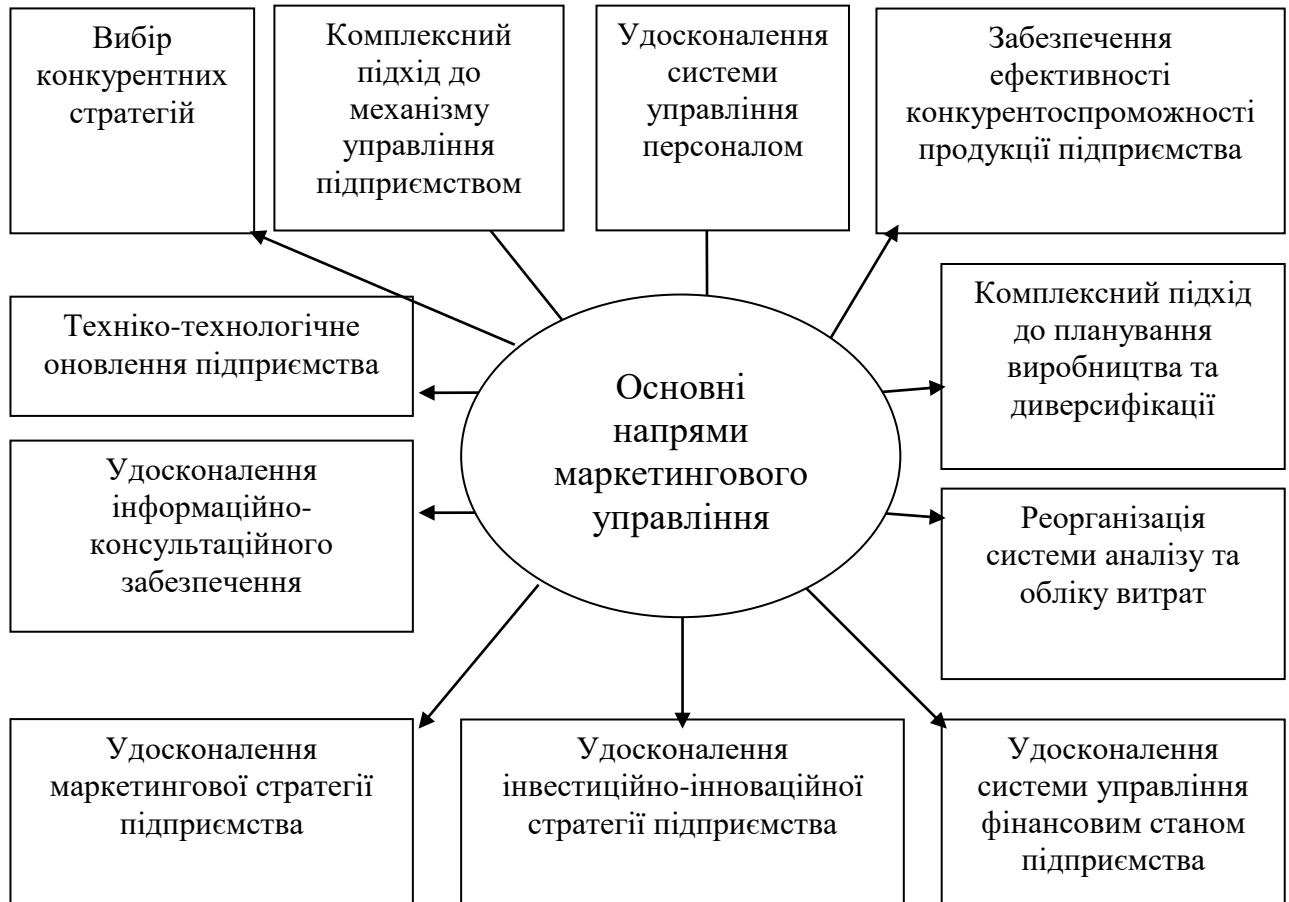 Вибір
конкурентних
стратегій
Комплексний
підхід до
механізму
управління
підприємством
Удосконалення
системи
управління
персоналом
Забезпечення
ефективності
конкурентоспроможності
продукції підприємства
Техніко-технологічне
оновлення підприємства
Комплексний підхід
до планування
виробництва та
диверсифікації
Основні
напрями
маркетингового
управління
Удосконалення
інформаційно-
консультаційного
забезпечення
Реорганізація
системи аналізу та
обліку витрат
Удосконалення
маркетингової стратегії
підприємства
Удосконалення
інвестиційно-інноваційної
стратегії підприємства
Удосконалення
системи управління
фінансовим станом
підприємства